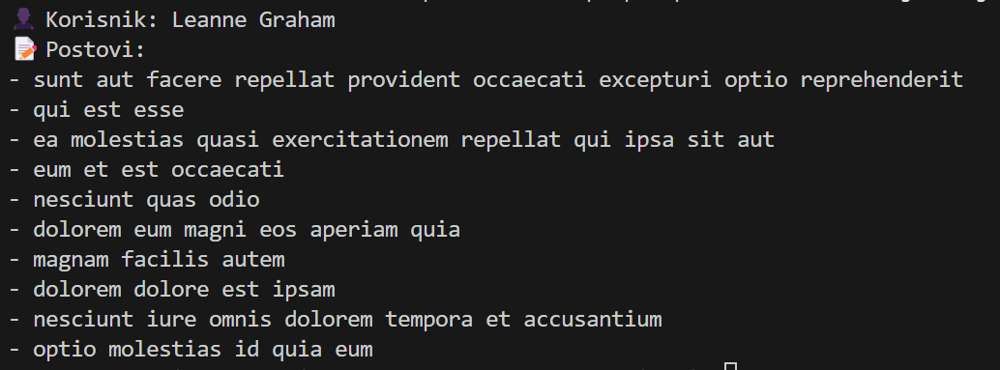 👤 Korisnik: Leanne Graham
📝 Postovi:
- sunt aut facere repellat provident occaecati excepturi optio reprehenderit
- qui est esse
- ea molestias quasi exercitationem repellat qui ipsa sit aut
- eum et est occaecati
- nesciunt quas odio
- dolorem eum magni eos aperiam quia
- magnam facilis autem
- dolorem dolore est ipsam
- nesciunt iure omnis dolorem tempora et accusantium
- optio molestias id quia eum